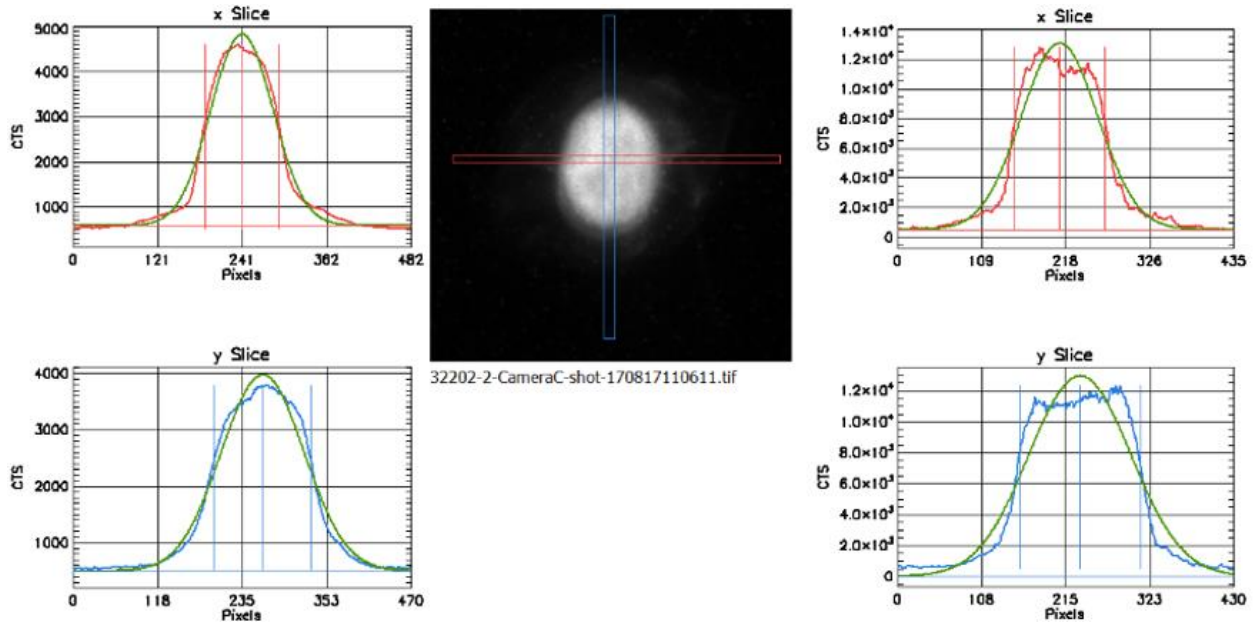 x Slice
5000
4000
3000
2000
1000
CTS
0 121 241 362 482
Pixels
y Slice
4000
3000
2000
1000
CTS
0 118 235 353 470
Pixels
32202-2-CameraC-shot-170817110611.tif
x Slice
1.4×10⁴
1.2×10⁴
1.0×10⁴
8.0×10³
6.0×10³
4.0×10³
2.0×10³
0
CTS
0 109 218 326 435
Pixels
y Slice
1.2×10⁴
1.0×10⁴
8.0×10³
6.0×10³
4.0×10³
2.0×10³
0
CTS
0 108 215 323 430
Pixels